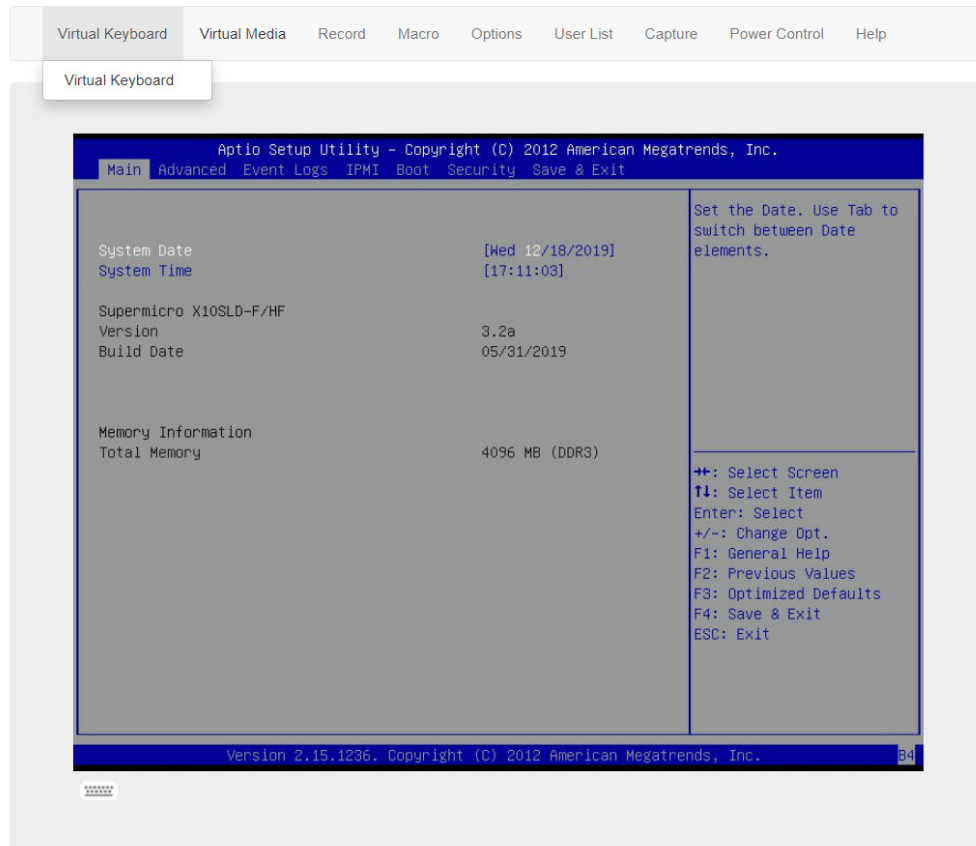 Virtual Keyboard Virtual Media Record Macro Options User List Capture Power Control Help
Virtual Keyboard
Aptio Setup Utility – Copyright (C) 2012 American Megatrends, Inc.
Main Advanced Event Logs IPMI Boot Security Save & Exit
System Date [Wed 12/18/2019]
System Time [17:11:03]
Supermicro X10SLD-F/HF
Version 3.2a
Build Date 05/31/2019
Memory Information
Total Memory 4096 MB (DDR3)
Set the Date. Use Tab to
switch between Date
elements.
→←: Select Screen
↑↓: Select Item
Enter: Select
+/-: Change Opt.
F1: General Help
F2: Previous Values
F3: Optimized Defaults
F4: Save & Exit
ESC: Exit
Version 2.15.1236. Copyright (C) 2012 American Megatrends, Inc.
B4